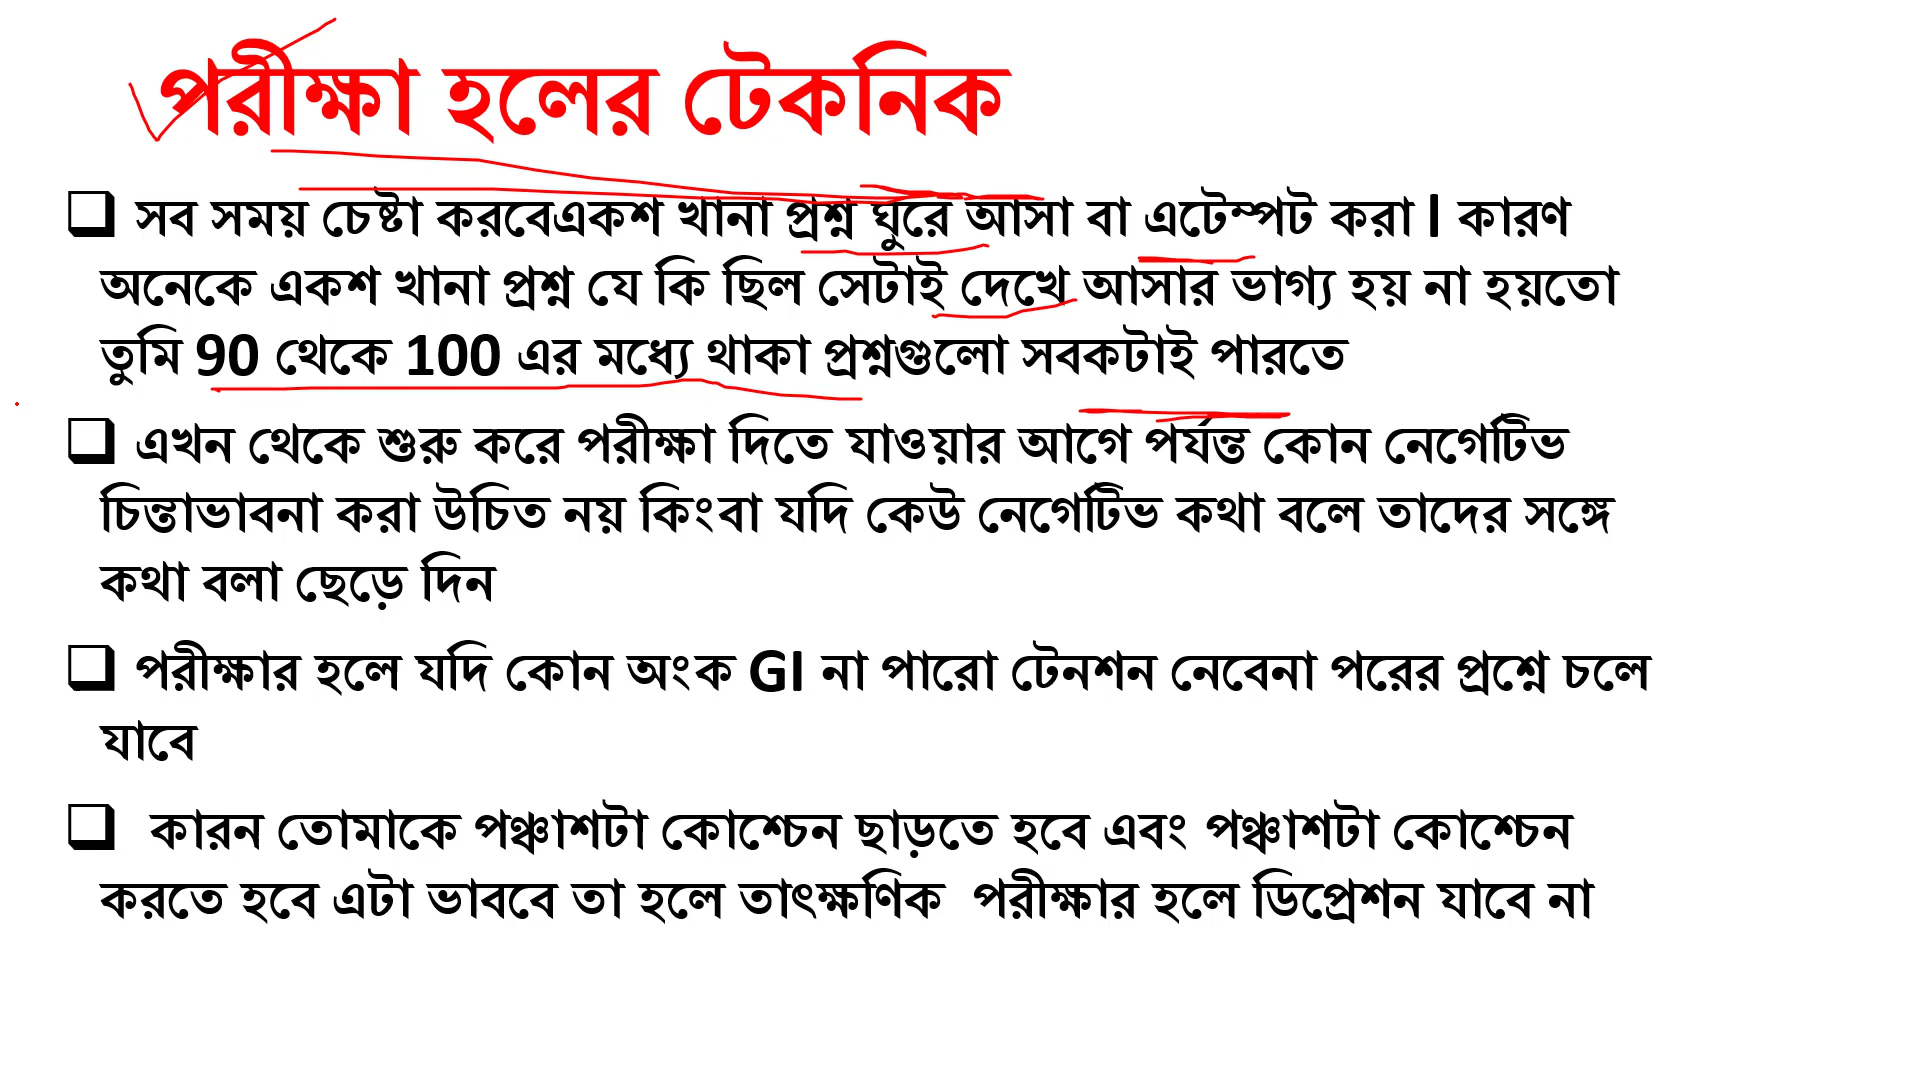 পরীক্ষা হলের টেকনিক
❑ সব সময় চেষ্টা করবেএকশ খানা প্রশ্ন ঘুরে আসা বা এটেম্পট করা l কারণ
অনেকে একশ খানা প্রশ্ন যে কি ছিল সেটাই দেখে আসার ভাগ্য হয় না হয়তো
তুমি 90 থেকে 100 এর মধ্যে থাকা প্রশ্নগুলো সবকটাই পারতে
❑ এখন থেকে শুরু করে পরীক্ষা দিতে যাওয়ার আগে পর্যন্ত কোন নেগেটিভ
চিন্তাভাবনা করা উচিত নয় কিংবা যদি কেউ নেগেটিভ কথা বলে তাদের সঙ্গে
কথা বলা ছেড়ে দিন
❑ পরীক্ষার হলে যদি কোন অংক GI না পারো টেনশন নেবেনা পরের প্রশ্নে চলে
যাবে
❑ কারন তোমাকে পঞ্চাশটা কোশ্চেন ছাড়তে হবে এবং পঞ্চাশটা কোশ্চেন
করতে হবে এটা ভাববে তা হলে তাৎক্ষণিক পরীক্ষার হলে ডিপ্রেশন যাবে না